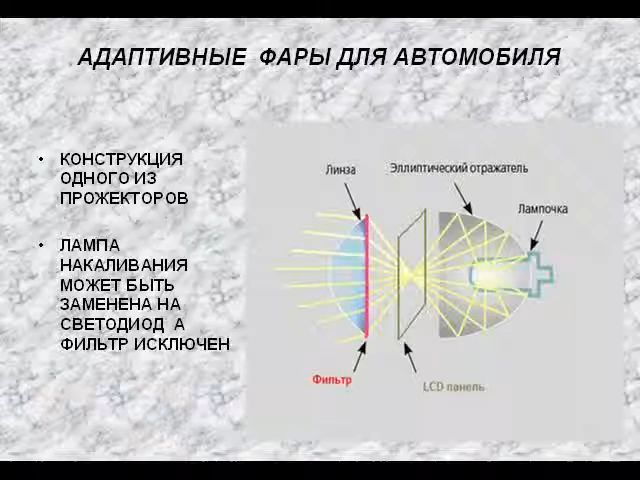 АДАПТИВНЫЕ ФАРЫ ДЛЯ АВТОМОБИЛЯ
• КОНСТРУКЦИЯ
ОДНОГО ИЗ
ПРОЖЕКТОРОВ
• ЛАМПА
НАКАЛИВАНИЯ
МОЖЕТ БЫТЬ
ЗАМЕНЕНА НА
СВЕТОДИОД А
ФИЛЬТР ИСКЛЮЧЕН
Линза
Эллиптический отражатель
Лампочка
Фильтр
LCD панель